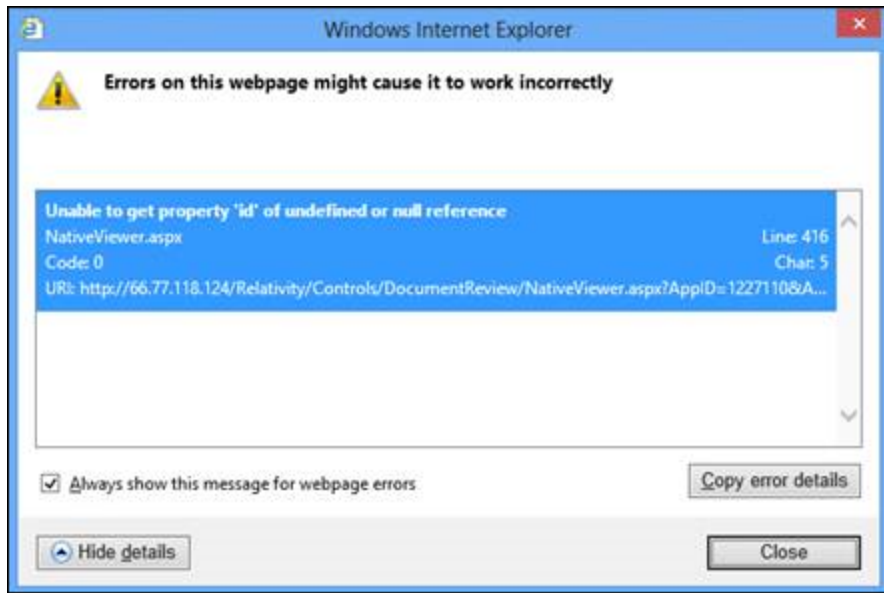 Windows Internet Explorer
Errors on this webpage might cause it to work incorrectly
Unable to get property 'id' of undefined or null reference
NativeViewer.aspx Line: 416
Code: 0 Char: 5
URI: http://66.77.118.124/Relativity/Controls/DocumentReview/NativeViewer.aspx?AppID=1227110&A...
Always show this message for webpage errors
Copy error details
Hide details
Close